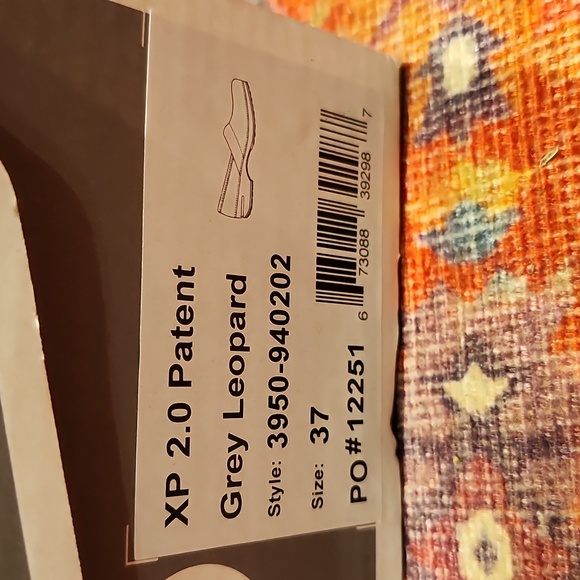 XP 2.0 Patent
Grey Leopard
Style: 3950-940202
Size: 37
6 73088 39298 7
PO#12251